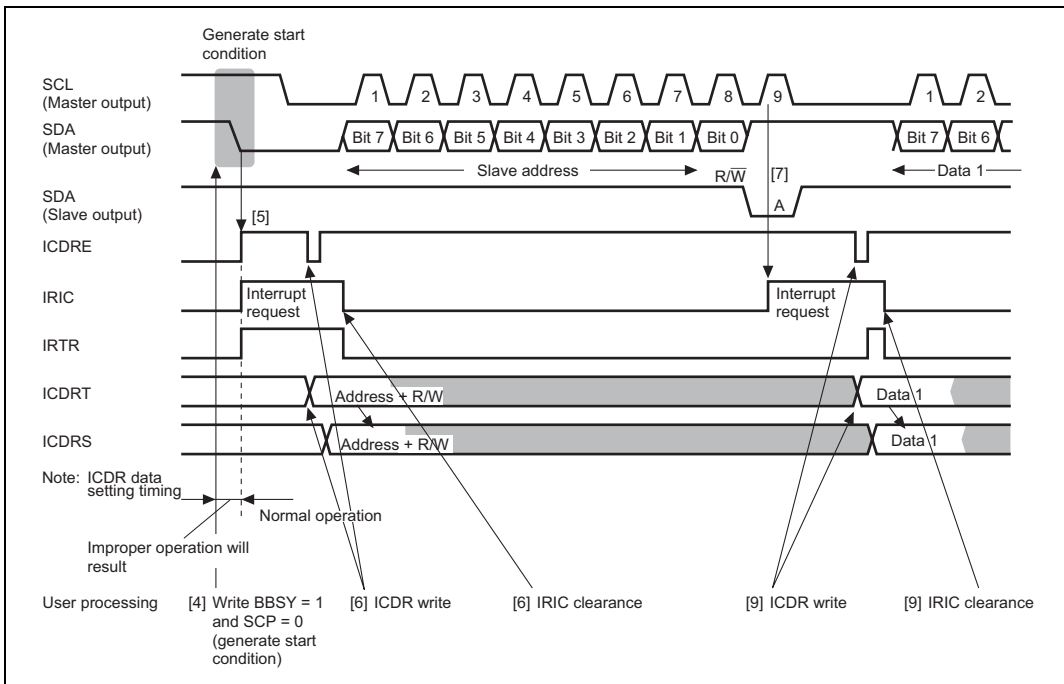 Generate start
condition
SCL
(Master output)
1 2 3 4 5 6 7 8 9 1 2
SDA
(Master output)
Bit 7 Bit 6 Bit 5 Bit 4 Bit 3 Bit 2 Bit 1 Bit 0 Bit 7 Bit 6
Slave address R/W̅ [7] Data 1
SDA
(Slave output)
A
[5]
ICDRE
IRIC
Interrupt
request
Interrupt
request
IRTR
ICDRT
Address + R/W Data 1
ICDRS
Address + R/W Data 1
Note: ICDR data
setting timing
Normal operation
Improper operation will
result
User processing
[4] Write BBSY = 1
and SCP = 0
(generate start
condition)
[6] ICDR write
[6] IRIC clearance
[9] ICDR write
[9] IRIC clearance